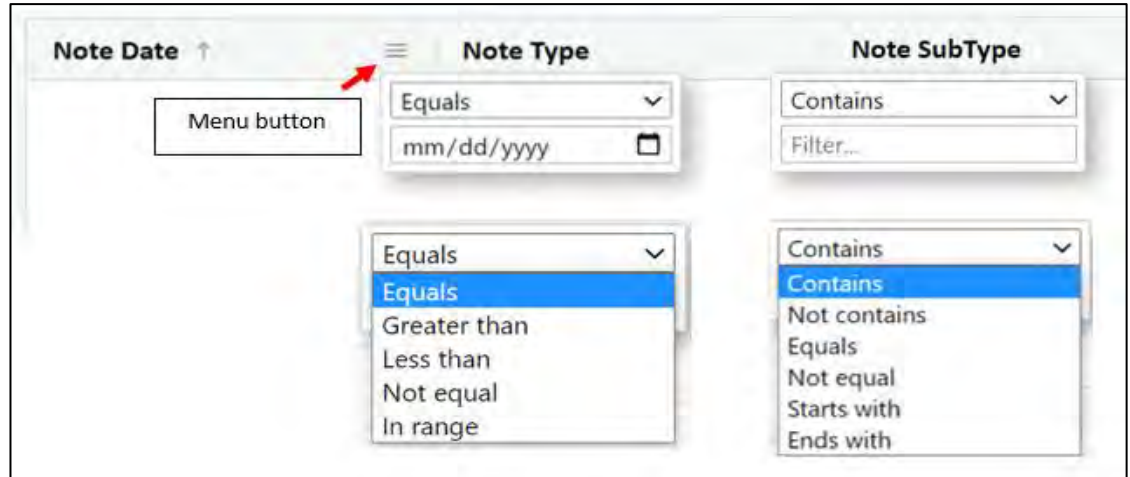 Note Date ↑ ≡ Note Type Note SubType
Menu button
Equals
mm/dd/yyyy
Contains
Filter...
Equals
Equals
Greater than
Less than
Not equal
In range
Contains
Contains
Not contains
Equals
Not equal
Starts with
Ends with